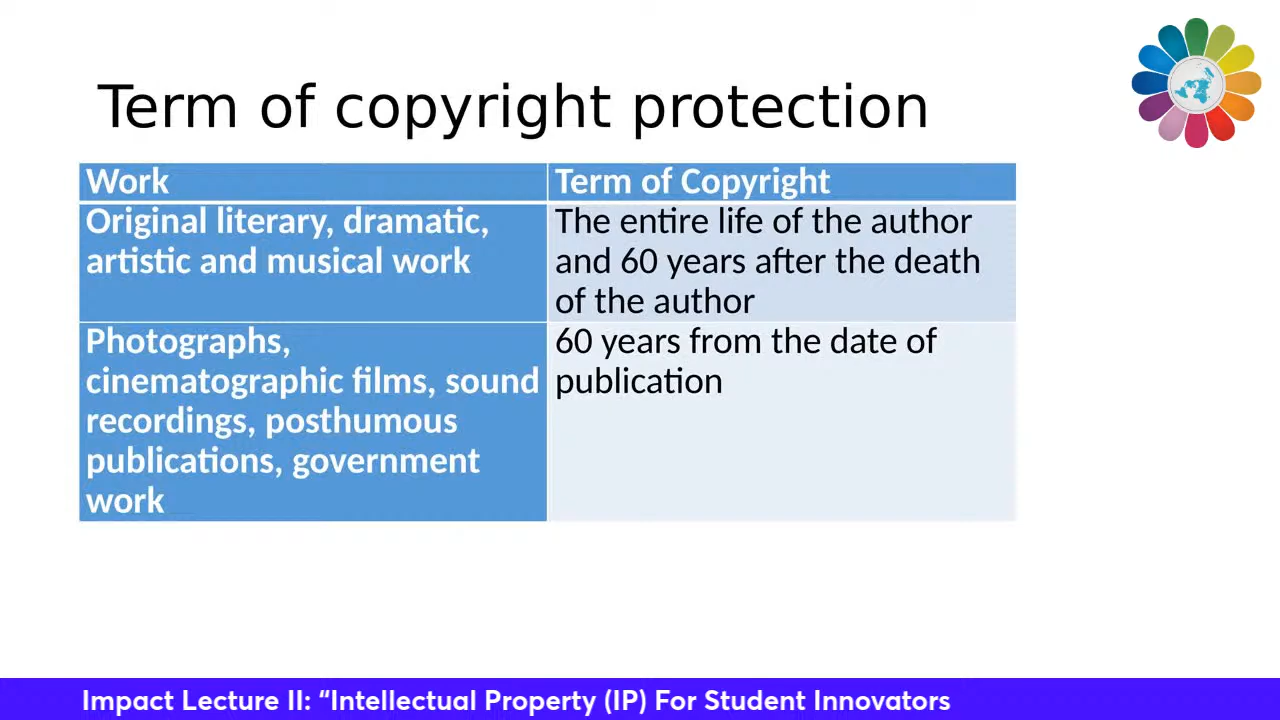 Term of copyright protection
Work
Term of Copyright
Original literary, dramatic,
artistic and musical work
The entire life of the author
and 60 years after the death
of the author
Photographs,
cinematographic films, sound
recordings, posthumous
publications, government
work
60 years from the date of
publication
Impact Lecture II: “Intellectual Property (IP) For Student Innovators